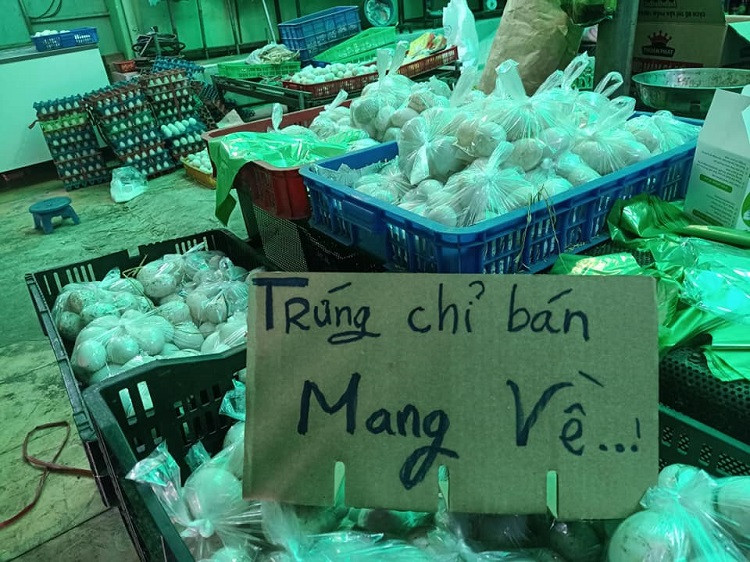 Trứng chỉ bán
Mang Về...!